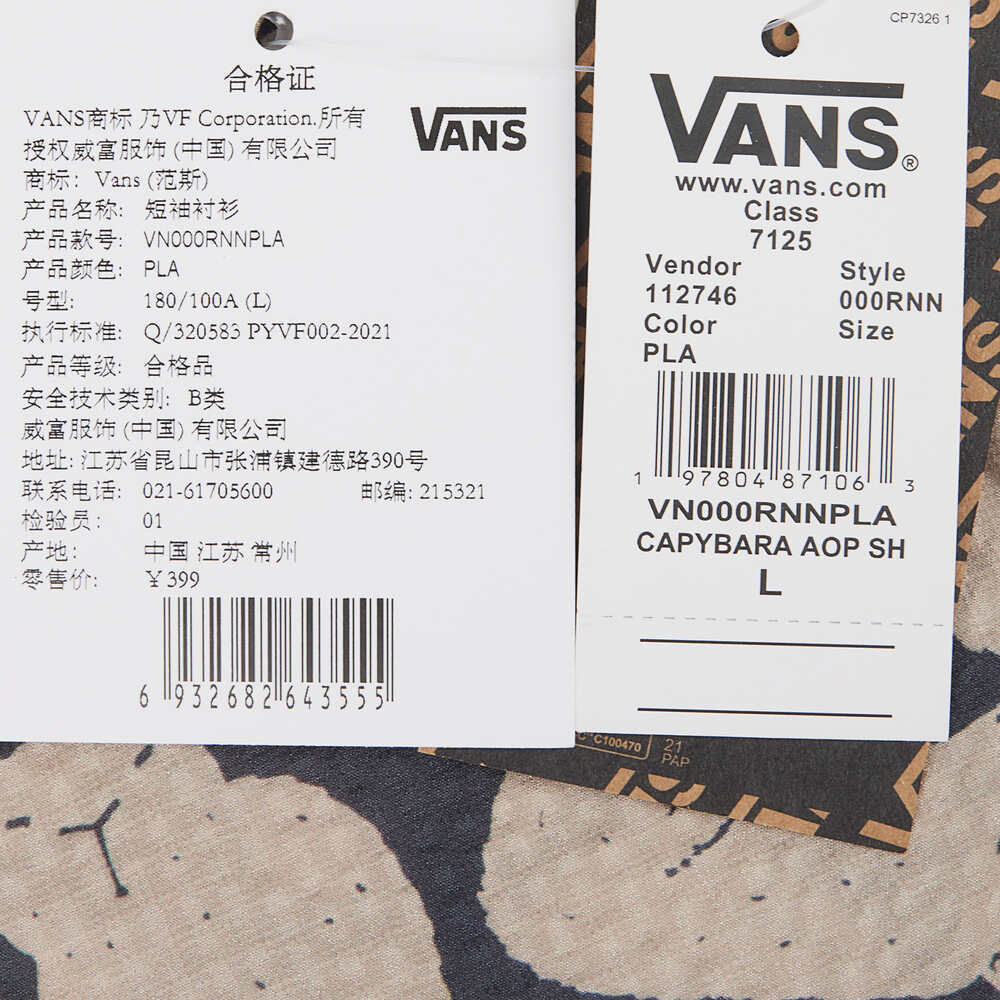 合格证
VANS商标 乃VF Corporation.所有
授权威富服饰 (中国) 有限公司
商标: Vans (范斯)
产品名称: 短袖衬衫
产品款号: VN000RNNPLA
产品颜色: PLA
号型: 180/100A (L)
执行标准: Q/320583 PYVF002-2021
产品等级: 合格品
安全技术类别: B类
威富服饰 (中国) 有限公司
地址: 江苏省昆山市张浦镇建德路390号
联系电话: 021-61705600 邮编: 215321
检验员: 01
产地: 中国 江苏 常州
零售价: ￥399
6 932682 643555
VANS
CP7326 1
VANS®
www.vans.com
Class
7125
Vendor Style
112746 000RNN
Color Size
PLA
1 97804 87106 3
VN000RNNPLA
CAPYBARA AOP SH
L
C100470
21
PAP